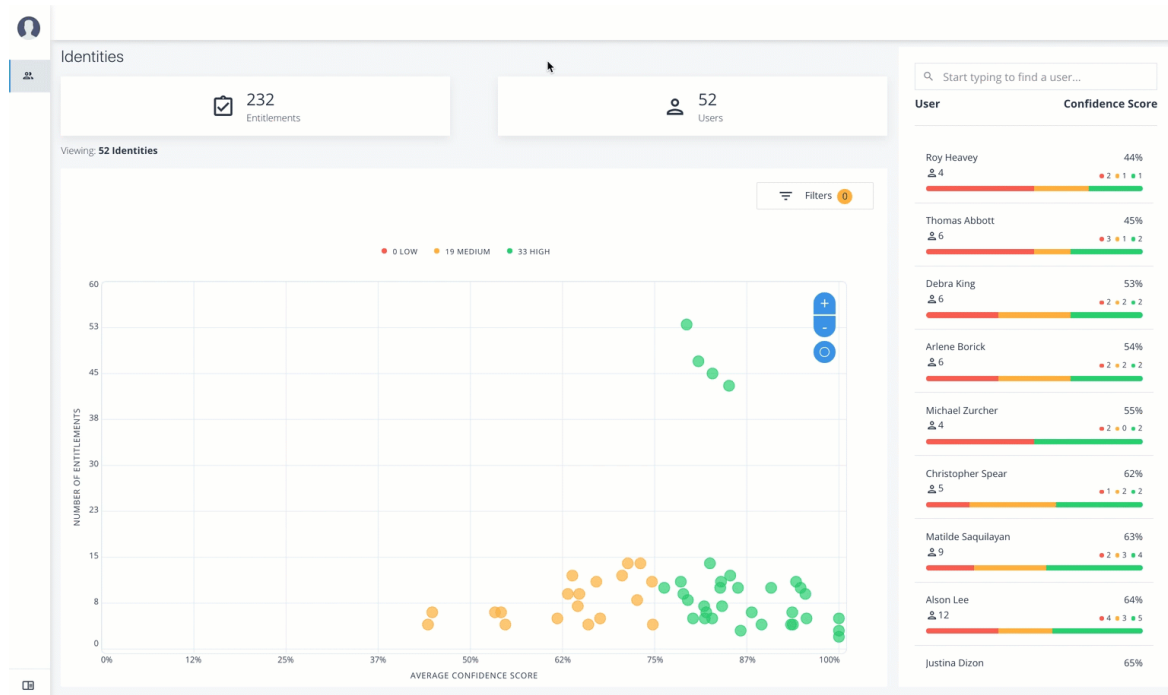 Identities
232
Entitlements
52
Users
Viewing: 52 Identities
Filters 0
0 LOW 19 MEDIUM 33 HIGH
+
-
60
53
45
38
30
23
15
8
0
NUMBER OF ENTITLEMENTS
0% 12% 25% 37% 50% 62% 75% 87% 100%
AVERAGE CONFIDENCE SCORE
Start typing to find a user...
User Confidence Score
Roy Heavey 44%
4 2 1 1
Thomas Abbott 45%
6 3 1 2
Debra King 53%
6 2 2 2
Arlene Borick 54%
6 2 2 2
Michael Zurcher 55%
4 2 0 2
Christopher Spear 62%
5 1 2 2
Matilde Saquilayan 63%
9 2 3 4
Alson Lee 64%
12 4 3 5
Justina Dizon 65%